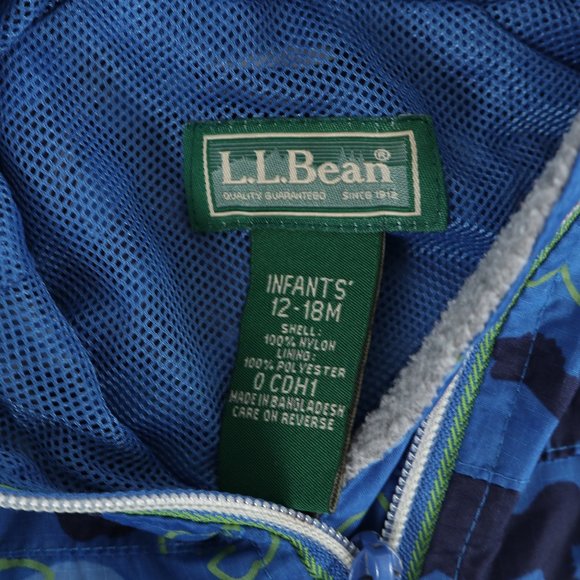 L.L.Bean®
QUALITY GUARANTEED SINCE 1912
INFANTS'
12-18M
SHELL:
100% NYLON
LINING:
100% POLYESTER
0 CDH1
MADE IN BANGLADESH
CARE ON REVERSE